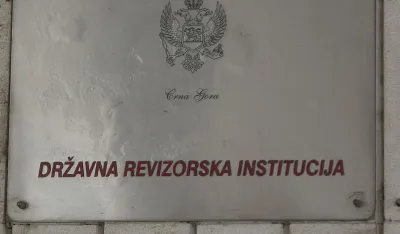 Crna Gora
DRŽAVNA REVIZORSKA INSTITUCIJA